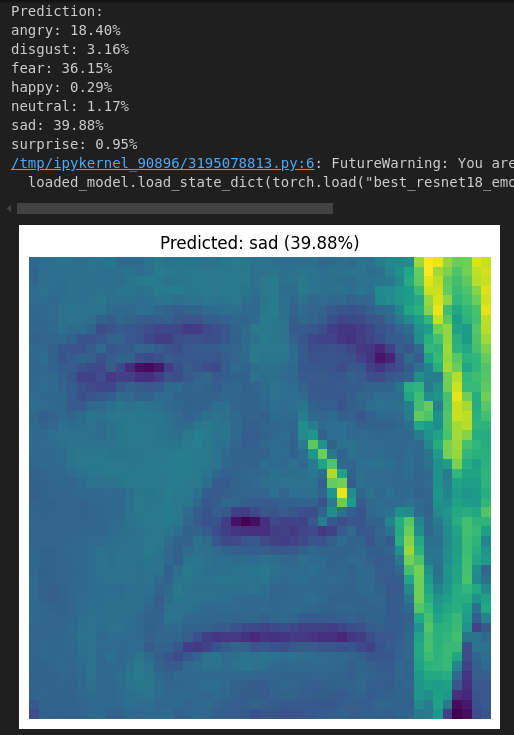 Prediction:
angry: 18.40%
disgust: 3.16%
fear: 36.15%
happy: 0.29%
neutral: 1.17%
sad: 39.88%
surprise: 0.95%
/tmp/ipykernel_90896/3195078813.py:6: FutureWarning: You are
loaded_model.load_state_dict(torch.load("best_resnet18_emo
Predicted: sad (39.88%)